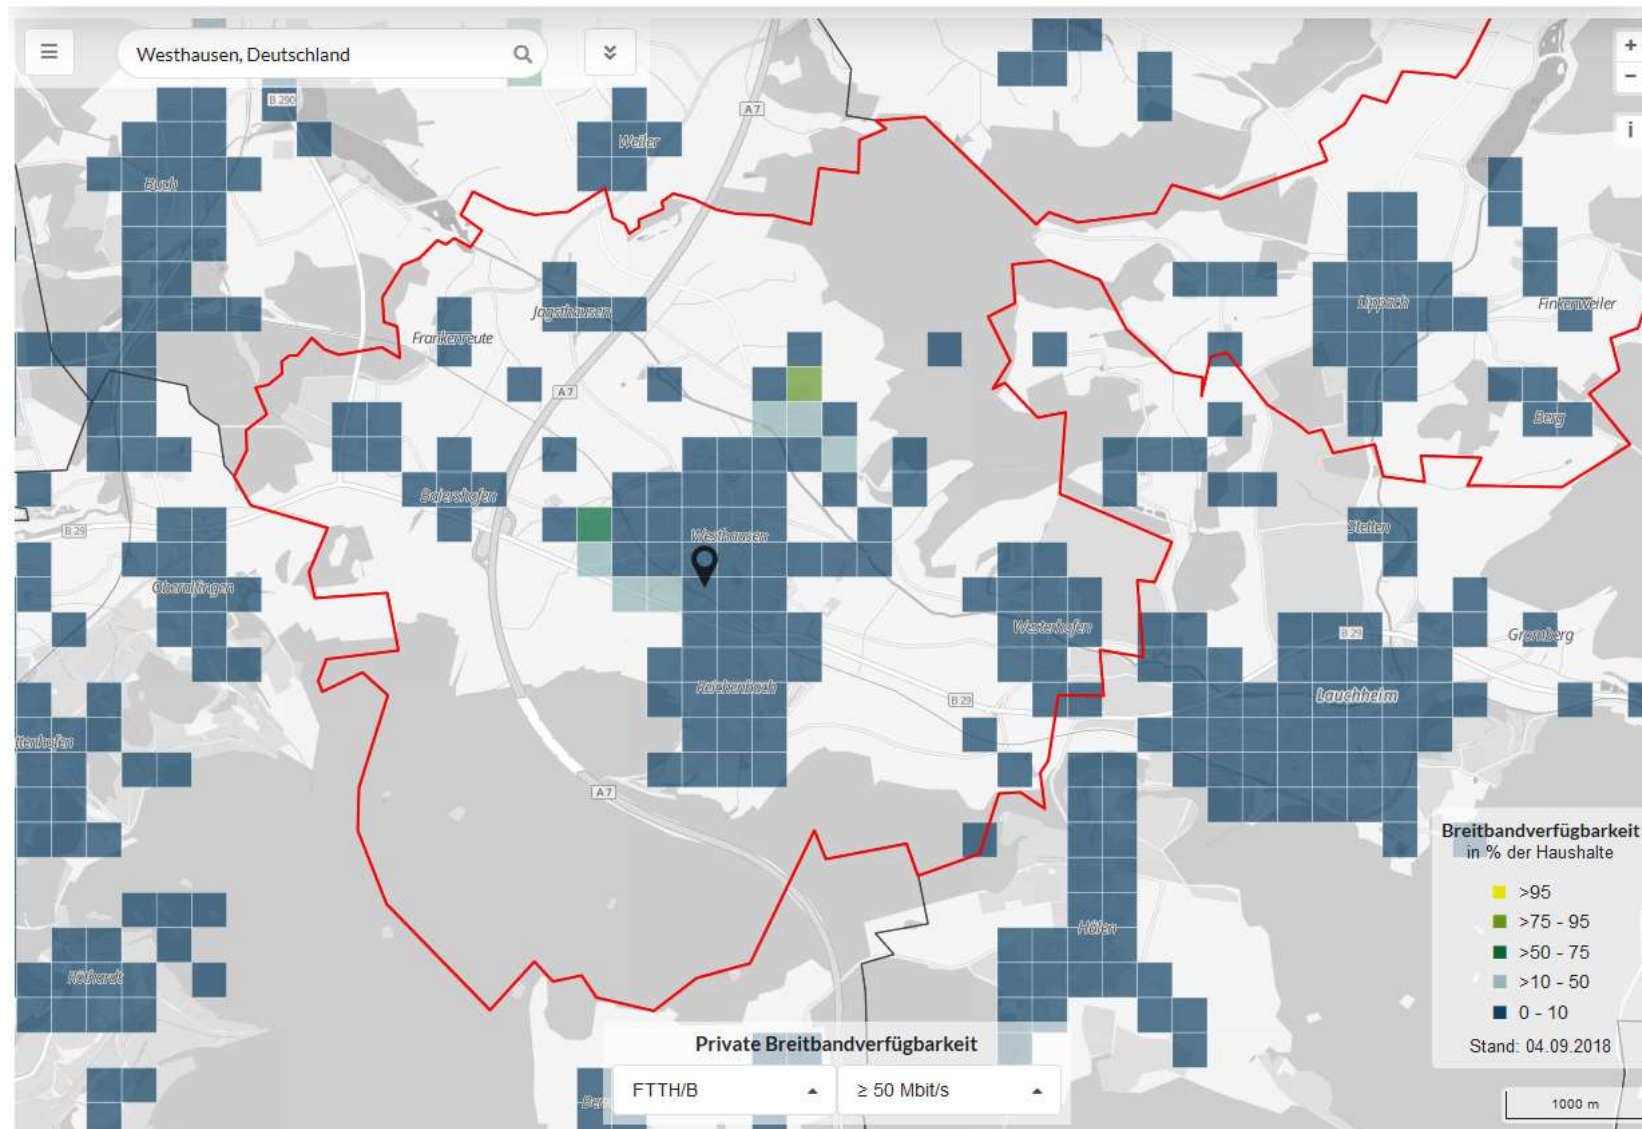 Westhausen, Deutschland
+
−
i
B 290
A 7
Weiler
Buch
Jagsthausen
Frankenreute
Lippach
Finkenweiler
A 7
Berg
Baiershofen
B 29
Westhausen
Stetten
Oberalfingen
Westerhofen
B 29
Gromberg
Reichenbach
B 29
Lauchheim
ttenhofen
A 7
Hülen
Röthardt
Breitbandverfügbarkeit
in % der Haushalte
>95
>75 - 95
>50 - 75
>10 - 50
0 - 10
Stand: 04.09.2018
Private Breitbandverfügbarkeit
FTTH/B
≥ 50 Mbit/s
1000 m